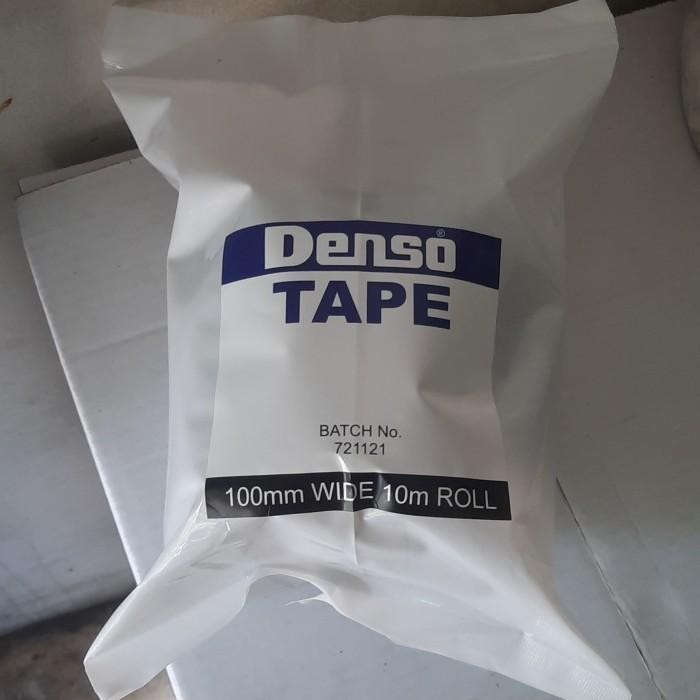 Denso®
TAPE
BATCH No.
721121
100mm WIDE 10m ROLL